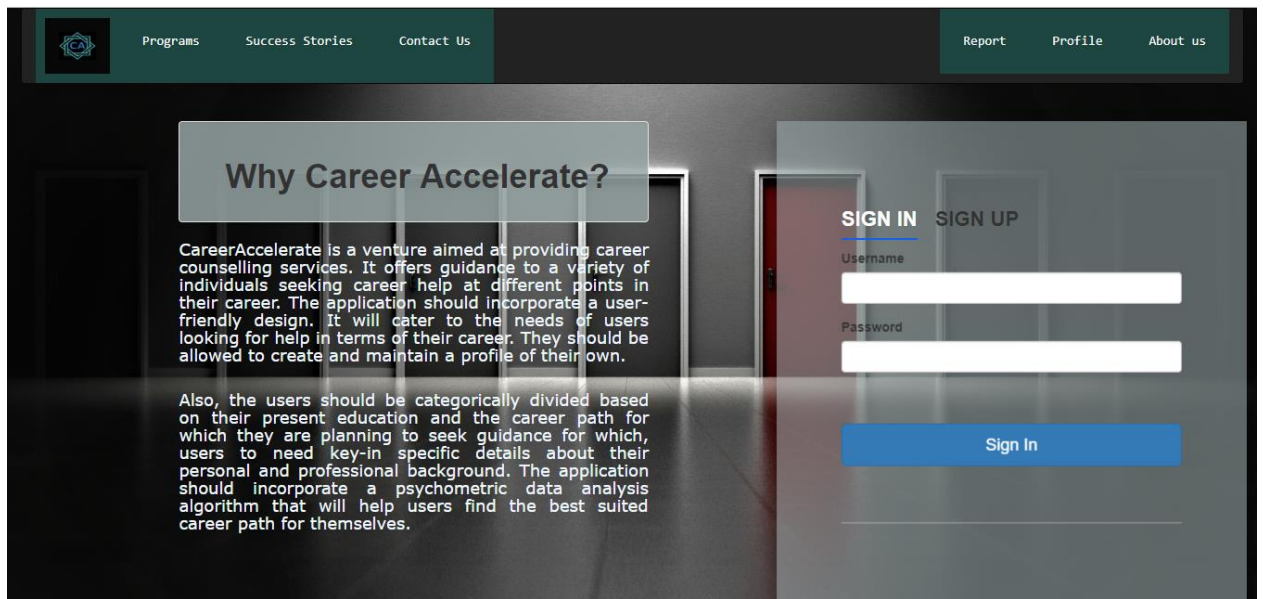 CA
Programs
Success Stories
Contact Us
Report
Profile
About us
Why Career Accelerate?
CareerAccelerate is a venture aimed at providing career
counselling services. It offers guidance to a variety of
individuals seeking career help at different points in
their career. The application should incorporate a user-
friendly design. It will cater to the needs of users
looking for help in terms of their career. They should be
allowed to create and maintain a profile of their own.
Also, the users should be categorically divided based
on their present education and the career path for
which they are planning to seek guidance for which,
users to need key-in specific details about their
personal and professional background. The application
should incorporate a psychometric data analysis
algorithm that will help users find the best suited
career path for themselves.
SIGN IN
SIGN UP
Username
Password
Sign In